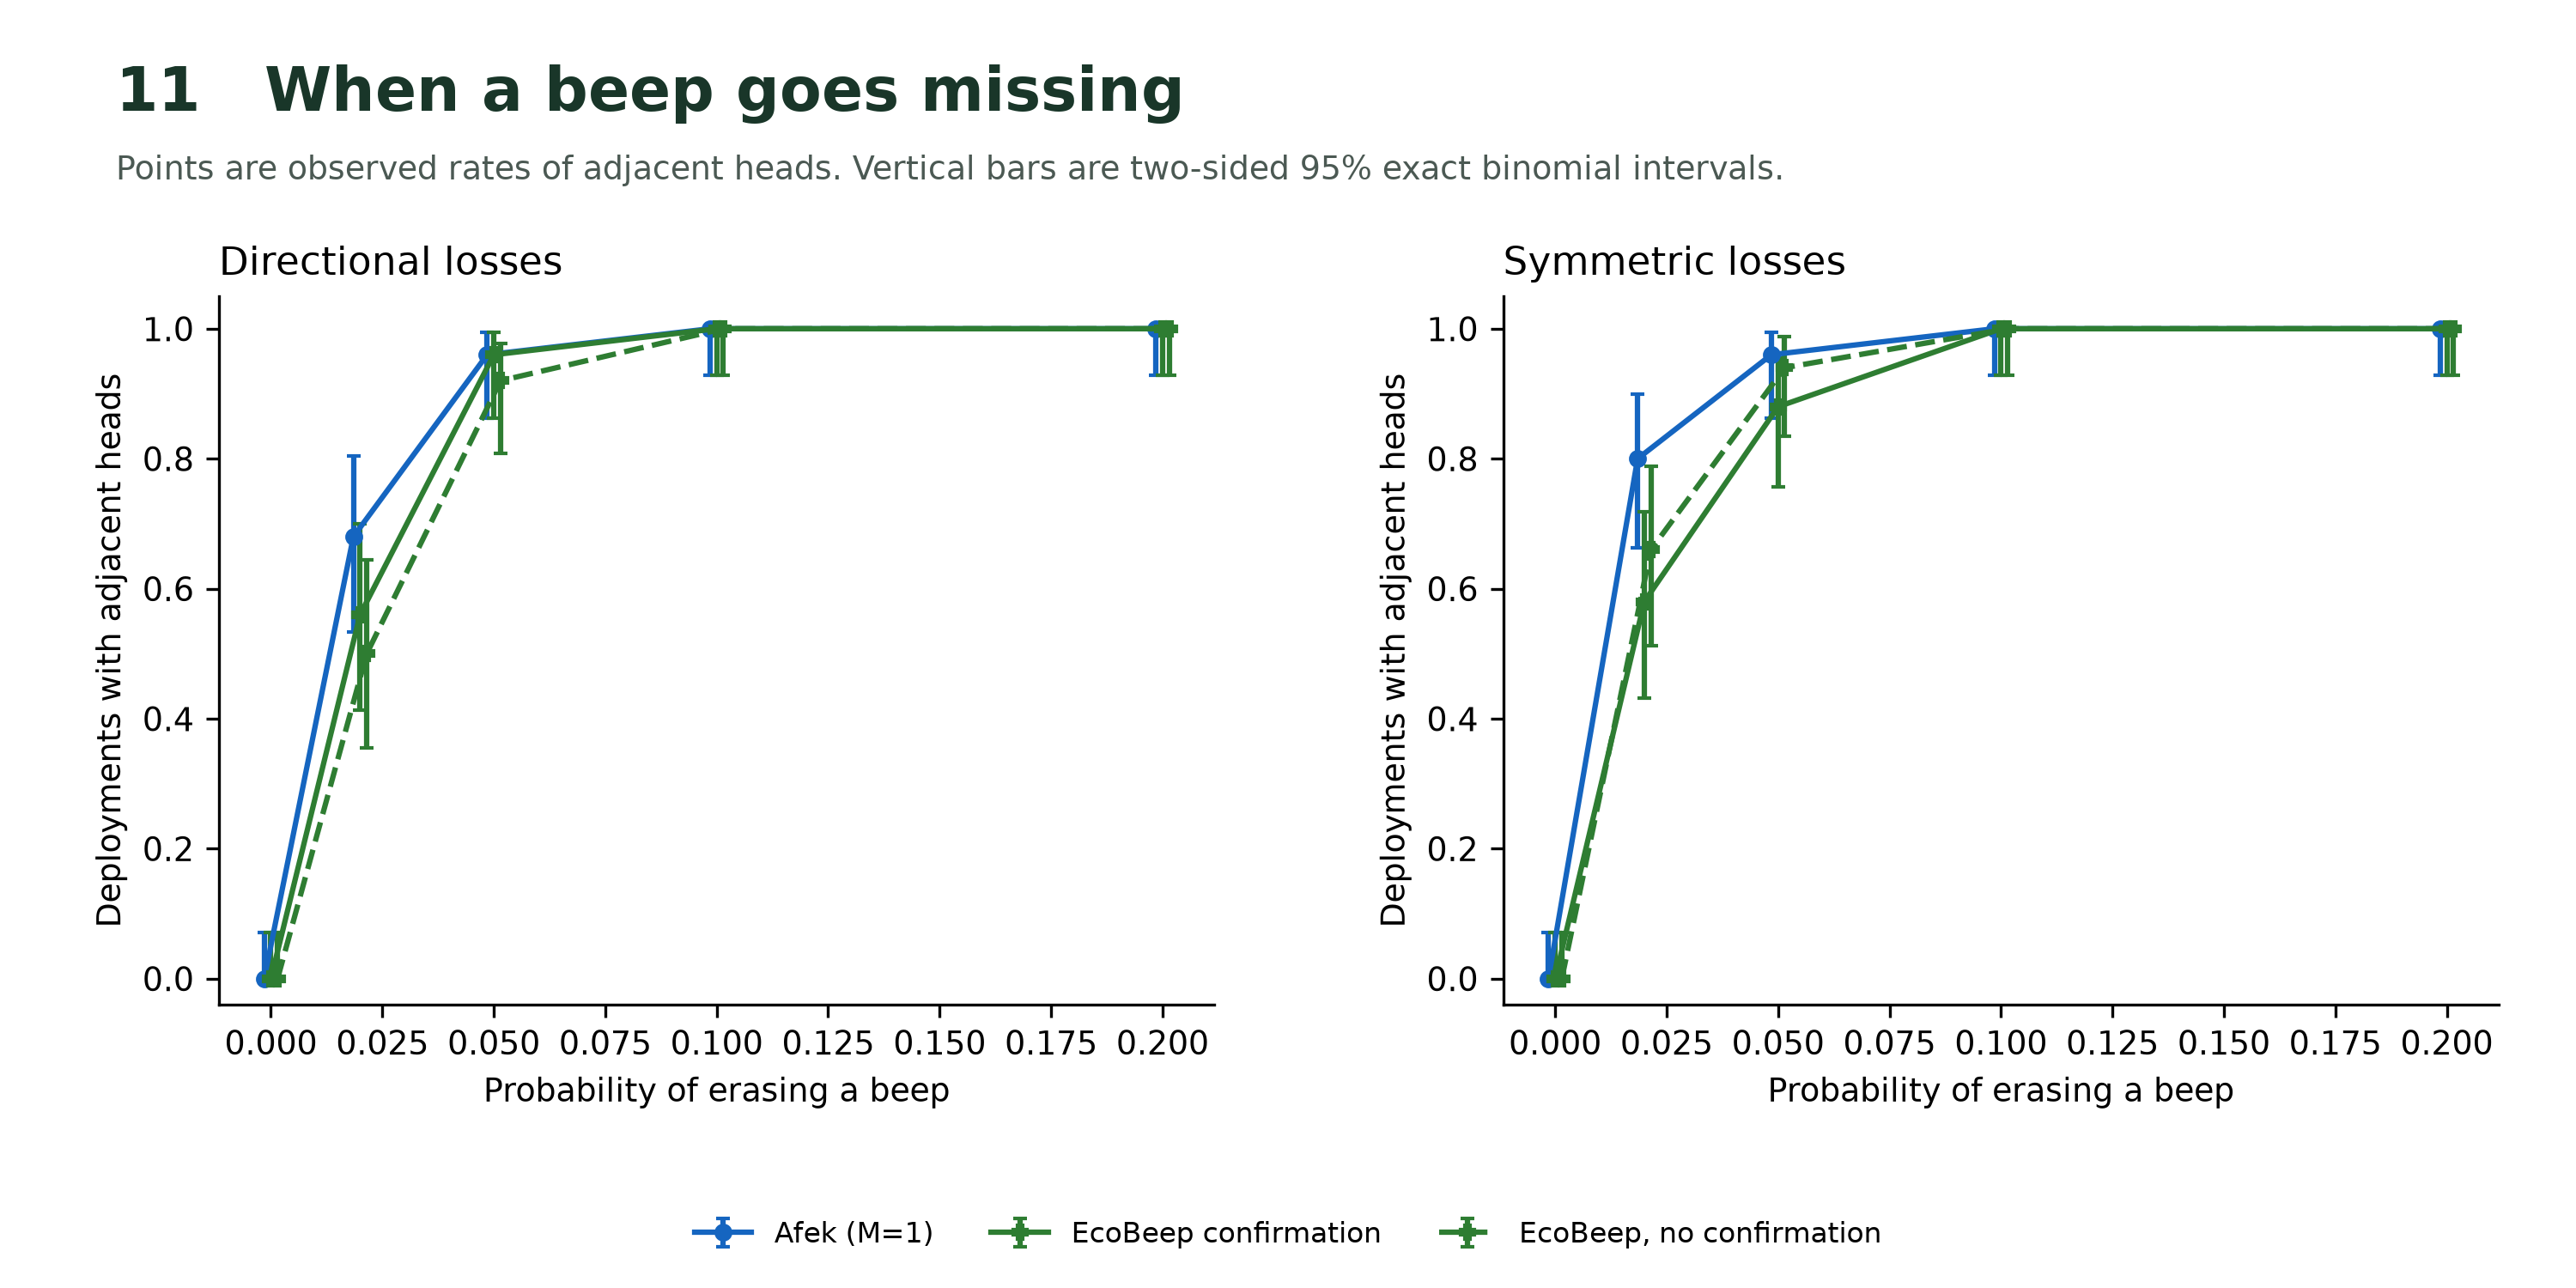 11 When a beep goes missing
Points are observed rates of adjacent heads. Vertical bars are two-sided 95% exact binomial intervals.
Directional losses
Deployments with adjacent heads
1.0
0.8
0.6
0.4
0.2
0.0
0.000 0.025 0.050 0.075 0.100 0.125 0.150 0.175 0.200
Probability of erasing a beep
Symmetric losses
Deployments with adjacent heads
1.0
0.8
0.6
0.4
0.2
0.0
0.000 0.025 0.050 0.075 0.100 0.125 0.150 0.175 0.200
Probability of erasing a beep
Afek (M=1) EcoBeep confirmation EcoBeep, no confirmation